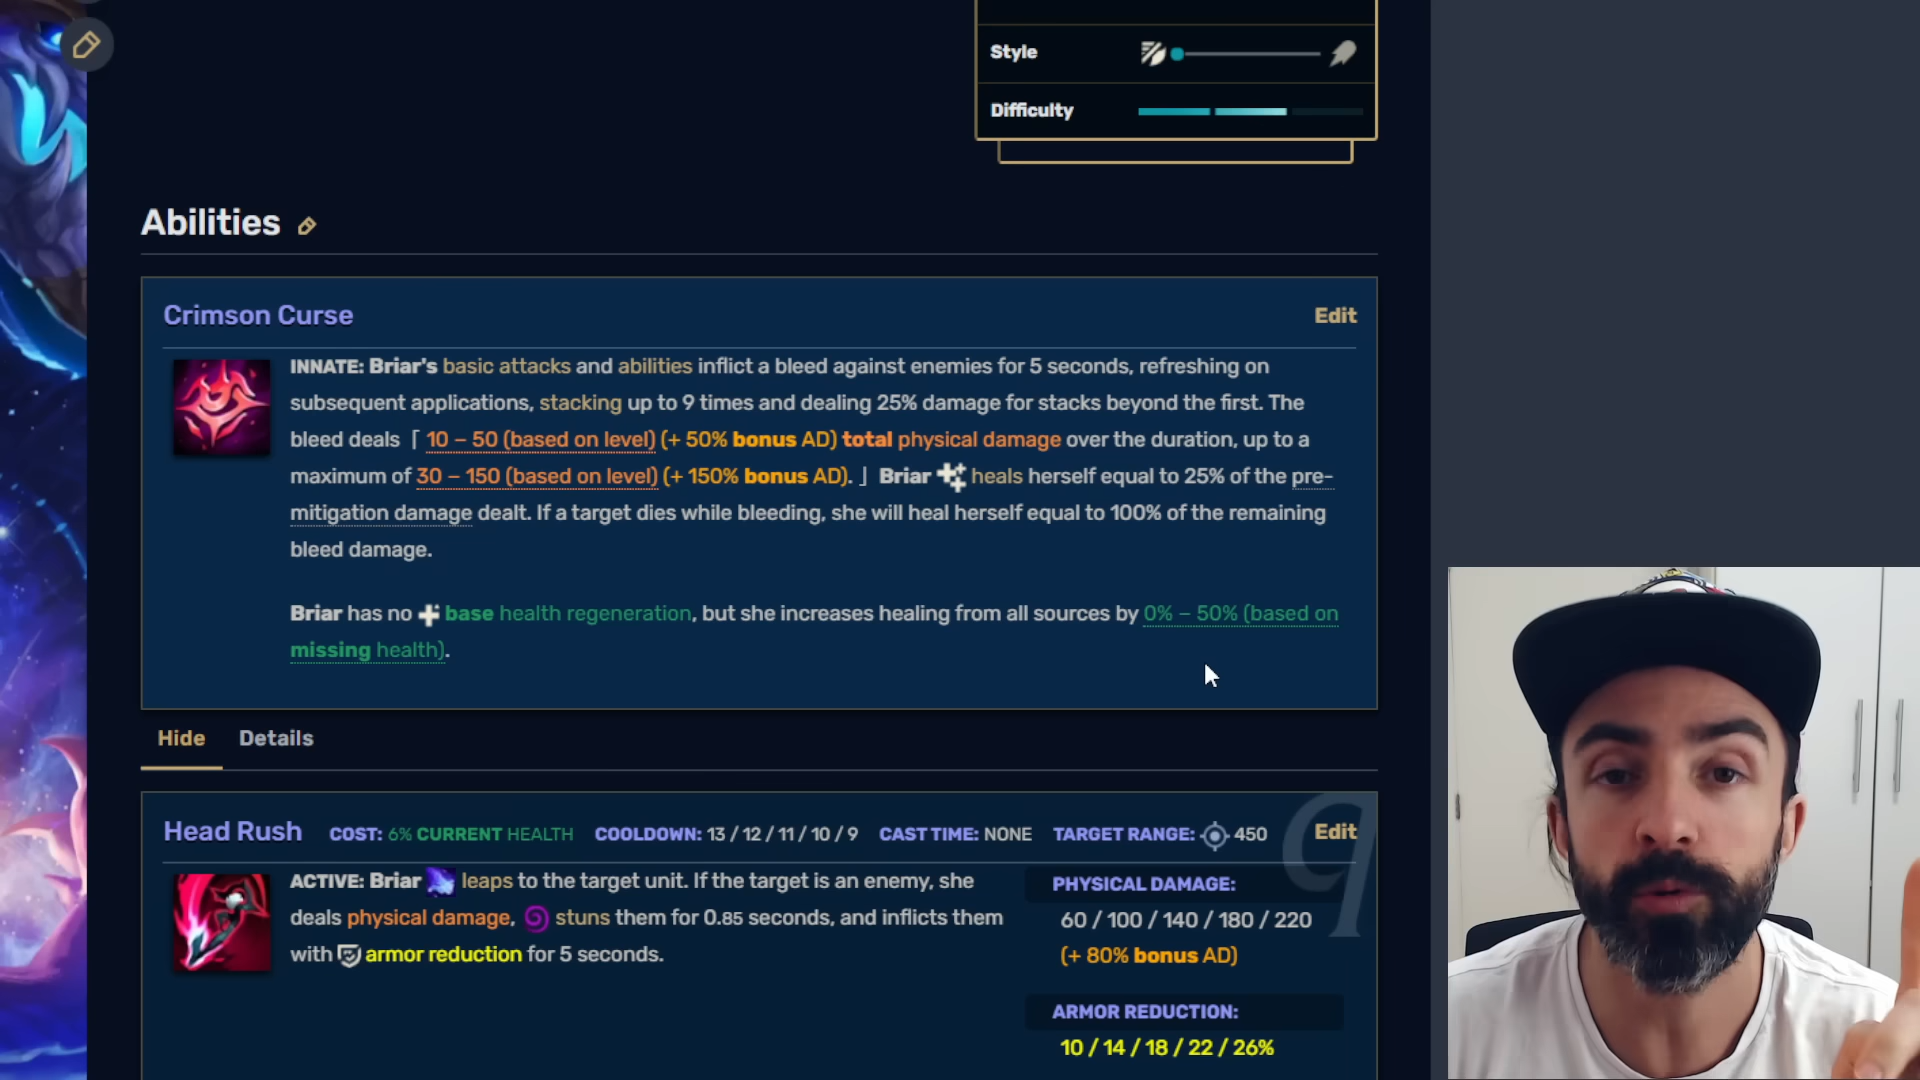 Style
Difficulty
Abilities
Crimson Curse
Edit
INNATE: Briar's basic attacks and abilities inflict a bleed against enemies for 5 seconds, refreshing on
subsequent applications, stacking up to 9 times and dealing 25% damage for stacks beyond the first. The
bleed deals ⌈ 10 – 50 (based on level) (+ 50% bonus AD) total physical damage over the duration, up to a
maximum of 30 – 150 (based on level) (+ 150% bonus AD). ⌋ Briar heals herself equal to 25% of the pre-
mitigation damage dealt. If a target dies while bleeding, she will heal herself equal to 100% of the remaining
bleed damage.
Briar has no base health regeneration, but she increases healing from all sources by 0% – 50% (based on
missing health).
Hide Details
Head Rush COST: 6% CURRENT HEALTH COOLDOWN: 13 / 12 / 11 / 10 / 9 CAST TIME: NONE TARGET RANGE: 450
Edit
q
ACTIVE: Briar leaps to the target unit. If the target is an enemy, she
deals physical damage, stuns them for 0.85 seconds, and inflicts them
with armor reduction for 5 seconds.
PHYSICAL DAMAGE:
60 / 100 / 140 / 180 / 220
(+ 80% bonus AD)
ARMOR REDUCTION:
10 / 14 / 18 / 22 / 26%